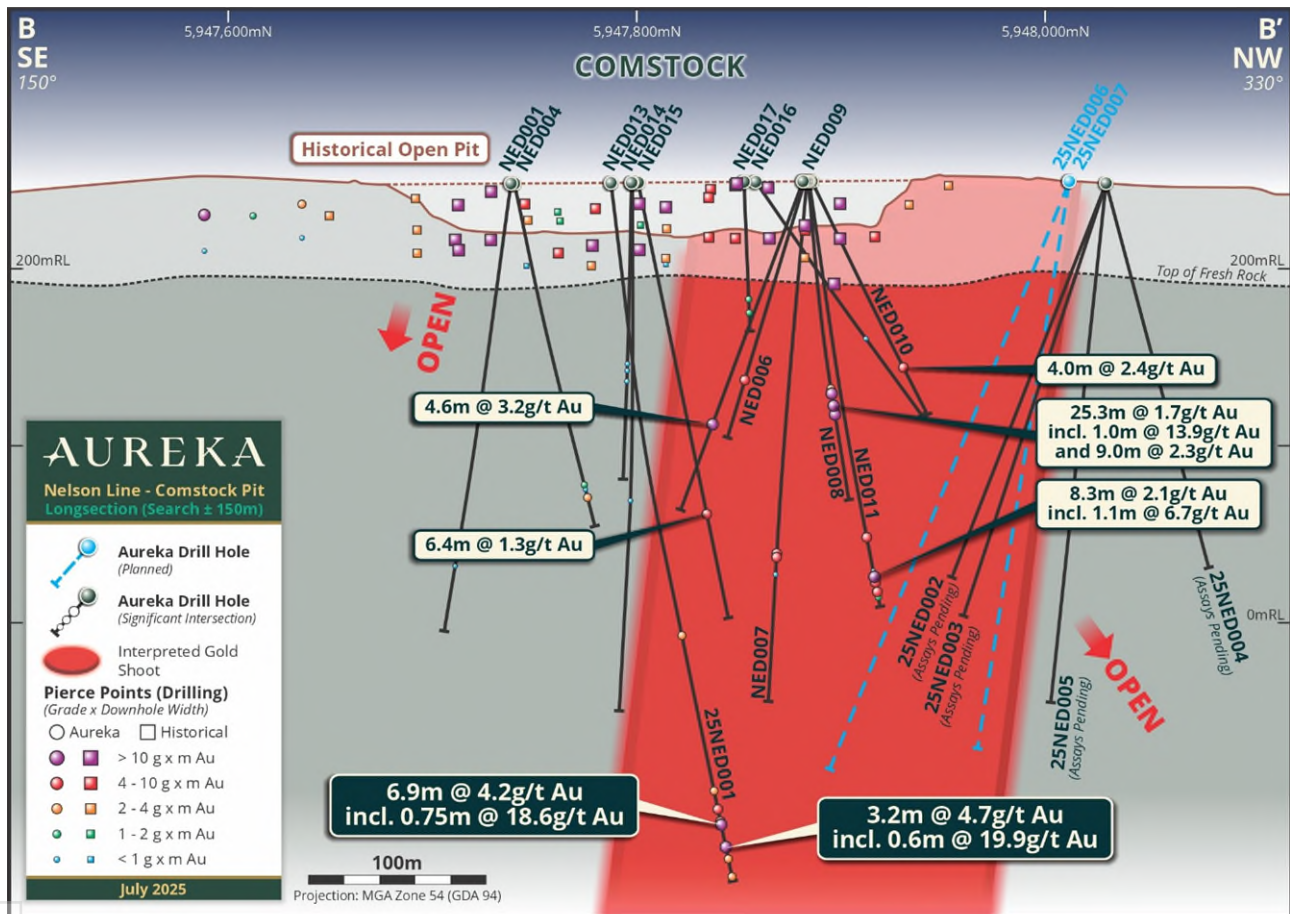 B
SE
150°
5,947,600mN
5,947,800mN
5,948,000mN
B'
NW
330°
COMSTOCK
Historical Open Pit
NED001
NED004
NED013
NED014
NED015
NED017
NED016
NED009
25NED006
25NED007
200mRL
200mRL
Top of Fresh Rock
OPEN
NED010
NED006
4.0m @ 2.4g/t Au
4.6m @ 3.2g/t Au
25.3m @ 1.7g/t Au
incl. 1.0m @ 13.9g/t Au
and 9.0m @ 2.3g/t Au
NED008
NED011
8.3m @ 2.1g/t Au
incl. 1.1m @ 6.7g/t Au
6.4m @ 1.3g/t Au
25NED002
(Assays Pending)
25NED003
(Assays Pending)
25NED004
(Assays Pending)
0mRL
NED007
25NED005
(Assays Pending)
OPEN
25NED001
6.9m @ 4.2g/t Au
incl. 0.75m @ 18.6g/t Au
3.2m @ 4.7g/t Au
incl. 0.6m @ 19.9g/t Au
AUREKA
Nelson Line - Comstock Pit
Longsection (Search ± 150m)
Aureka Drill Hole
(Planned)
Aureka Drill Hole
(Significant Intersection)
Interpreted Gold
Shoot
Pierce Points (Drilling)
(Grade x Downhole Width)
Aureka Historical
> 10 g x m Au
4 - 10 g x m Au
2 - 4 g x m Au
1 - 2 g x m Au
< 1 g x m Au
July 2025
100m
Projection: MGA Zone 54 (GDA 94)